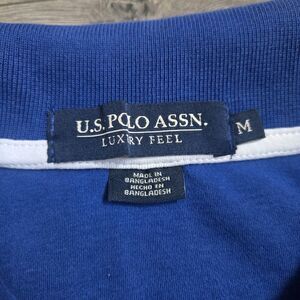 U.S. POLO ASSN.
LUXURY FEEL
M
MADE IN
BANGLADESH
HECHO EN
BANGLADESH